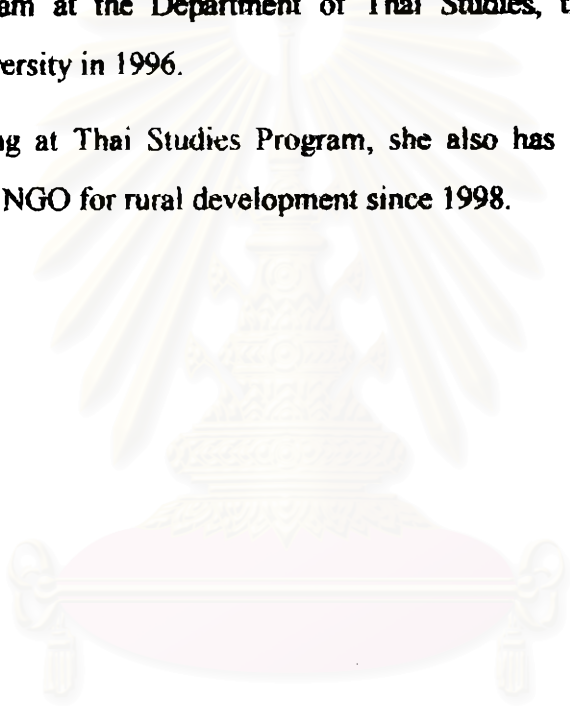 am at the Department of Thai Studies, t
ersity in 1996.
ng at Thai Studies Program, she also has
NGO for rural development since 1998.